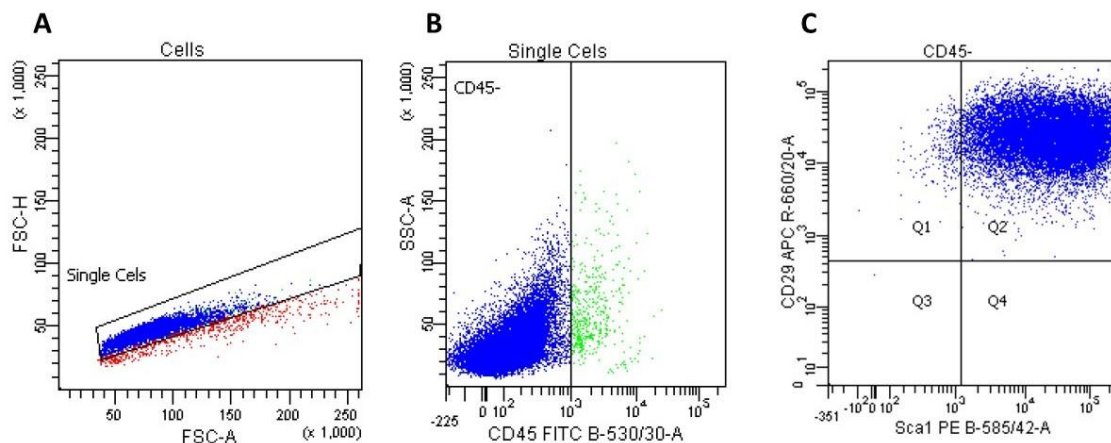 A
Cells
FSC-H
(x 1,000)
250
200
150
100
50
Single Cels
50 100 150 200 250
FSC-A
(x 1,000)
B
Single Cels
SSC-A
(x 1,000)
250
200
150
100
50
CD45-
-225 0 10² 10³ 10⁴ 10⁵
CD45 FITC B-530/30-A
C
CD45-
CD29 APC R-660/20-A
10⁵
10⁴
10³
10²
10¹
0
Q1 Q2
Q3 Q4
-351 -10² 0 10² 10³ 10⁴ 10⁵
Sca1 PE B-585/42-A